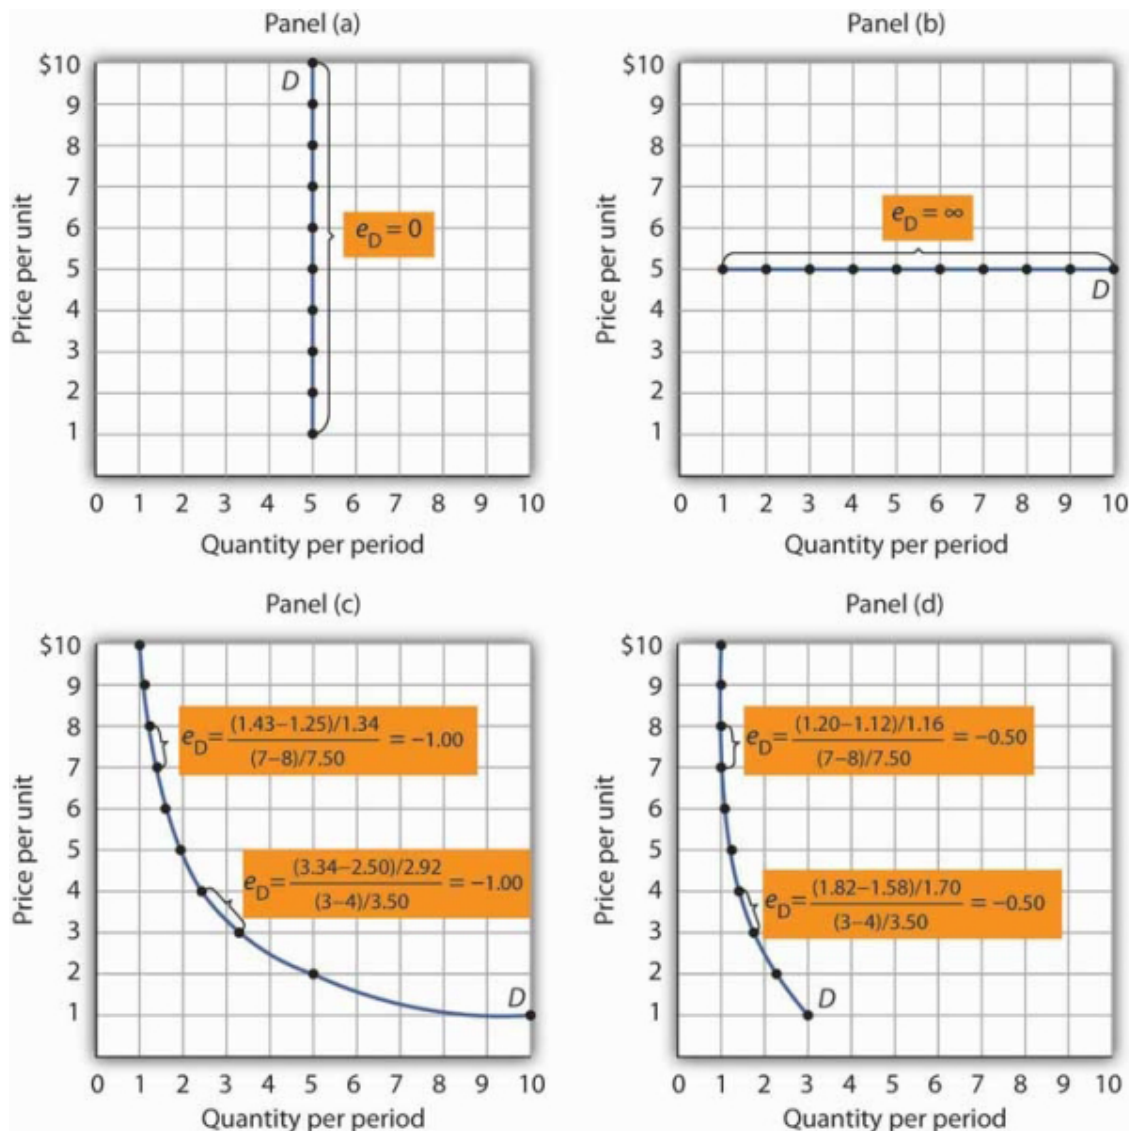 Panel (a)
Panel (b)
$10
9
8
7
6
5
4
3
2
1
Price per unit
D
e_D = 0
0 1 2 3 4 5 6 7 8 9 10
Quantity per period
$10
9
8
7
6
5
4
3
2
1
Price per unit
e_D = ∞
D
0 1 2 3 4 5 6 7 8 9 10
Quantity per period
Panel (c)
Panel (d)
$10
9
8
7
6
5
4
3
2
1
Price per unit
e_D= (1.43−1.25)/1.34 / (7−8)/7.50 = −1.00
e_D= (3.34−2.50)/2.92 / (3−4)/3.50 = −1.00
D
0 1 2 3 4 5 6 7 8 9 10
Quantity per period
$10
9
8
7
6
5
4
3
2
1
Price per unit
e_D= (1.20−1.12)/1.16 / (7−8)/7.50 = −0.50
e_D= (1.82−1.58)/1.70 / (3−4)/3.50 = −0.50
D
0 1 2 3 4 5 6 7 8 9 10
Quantity per period